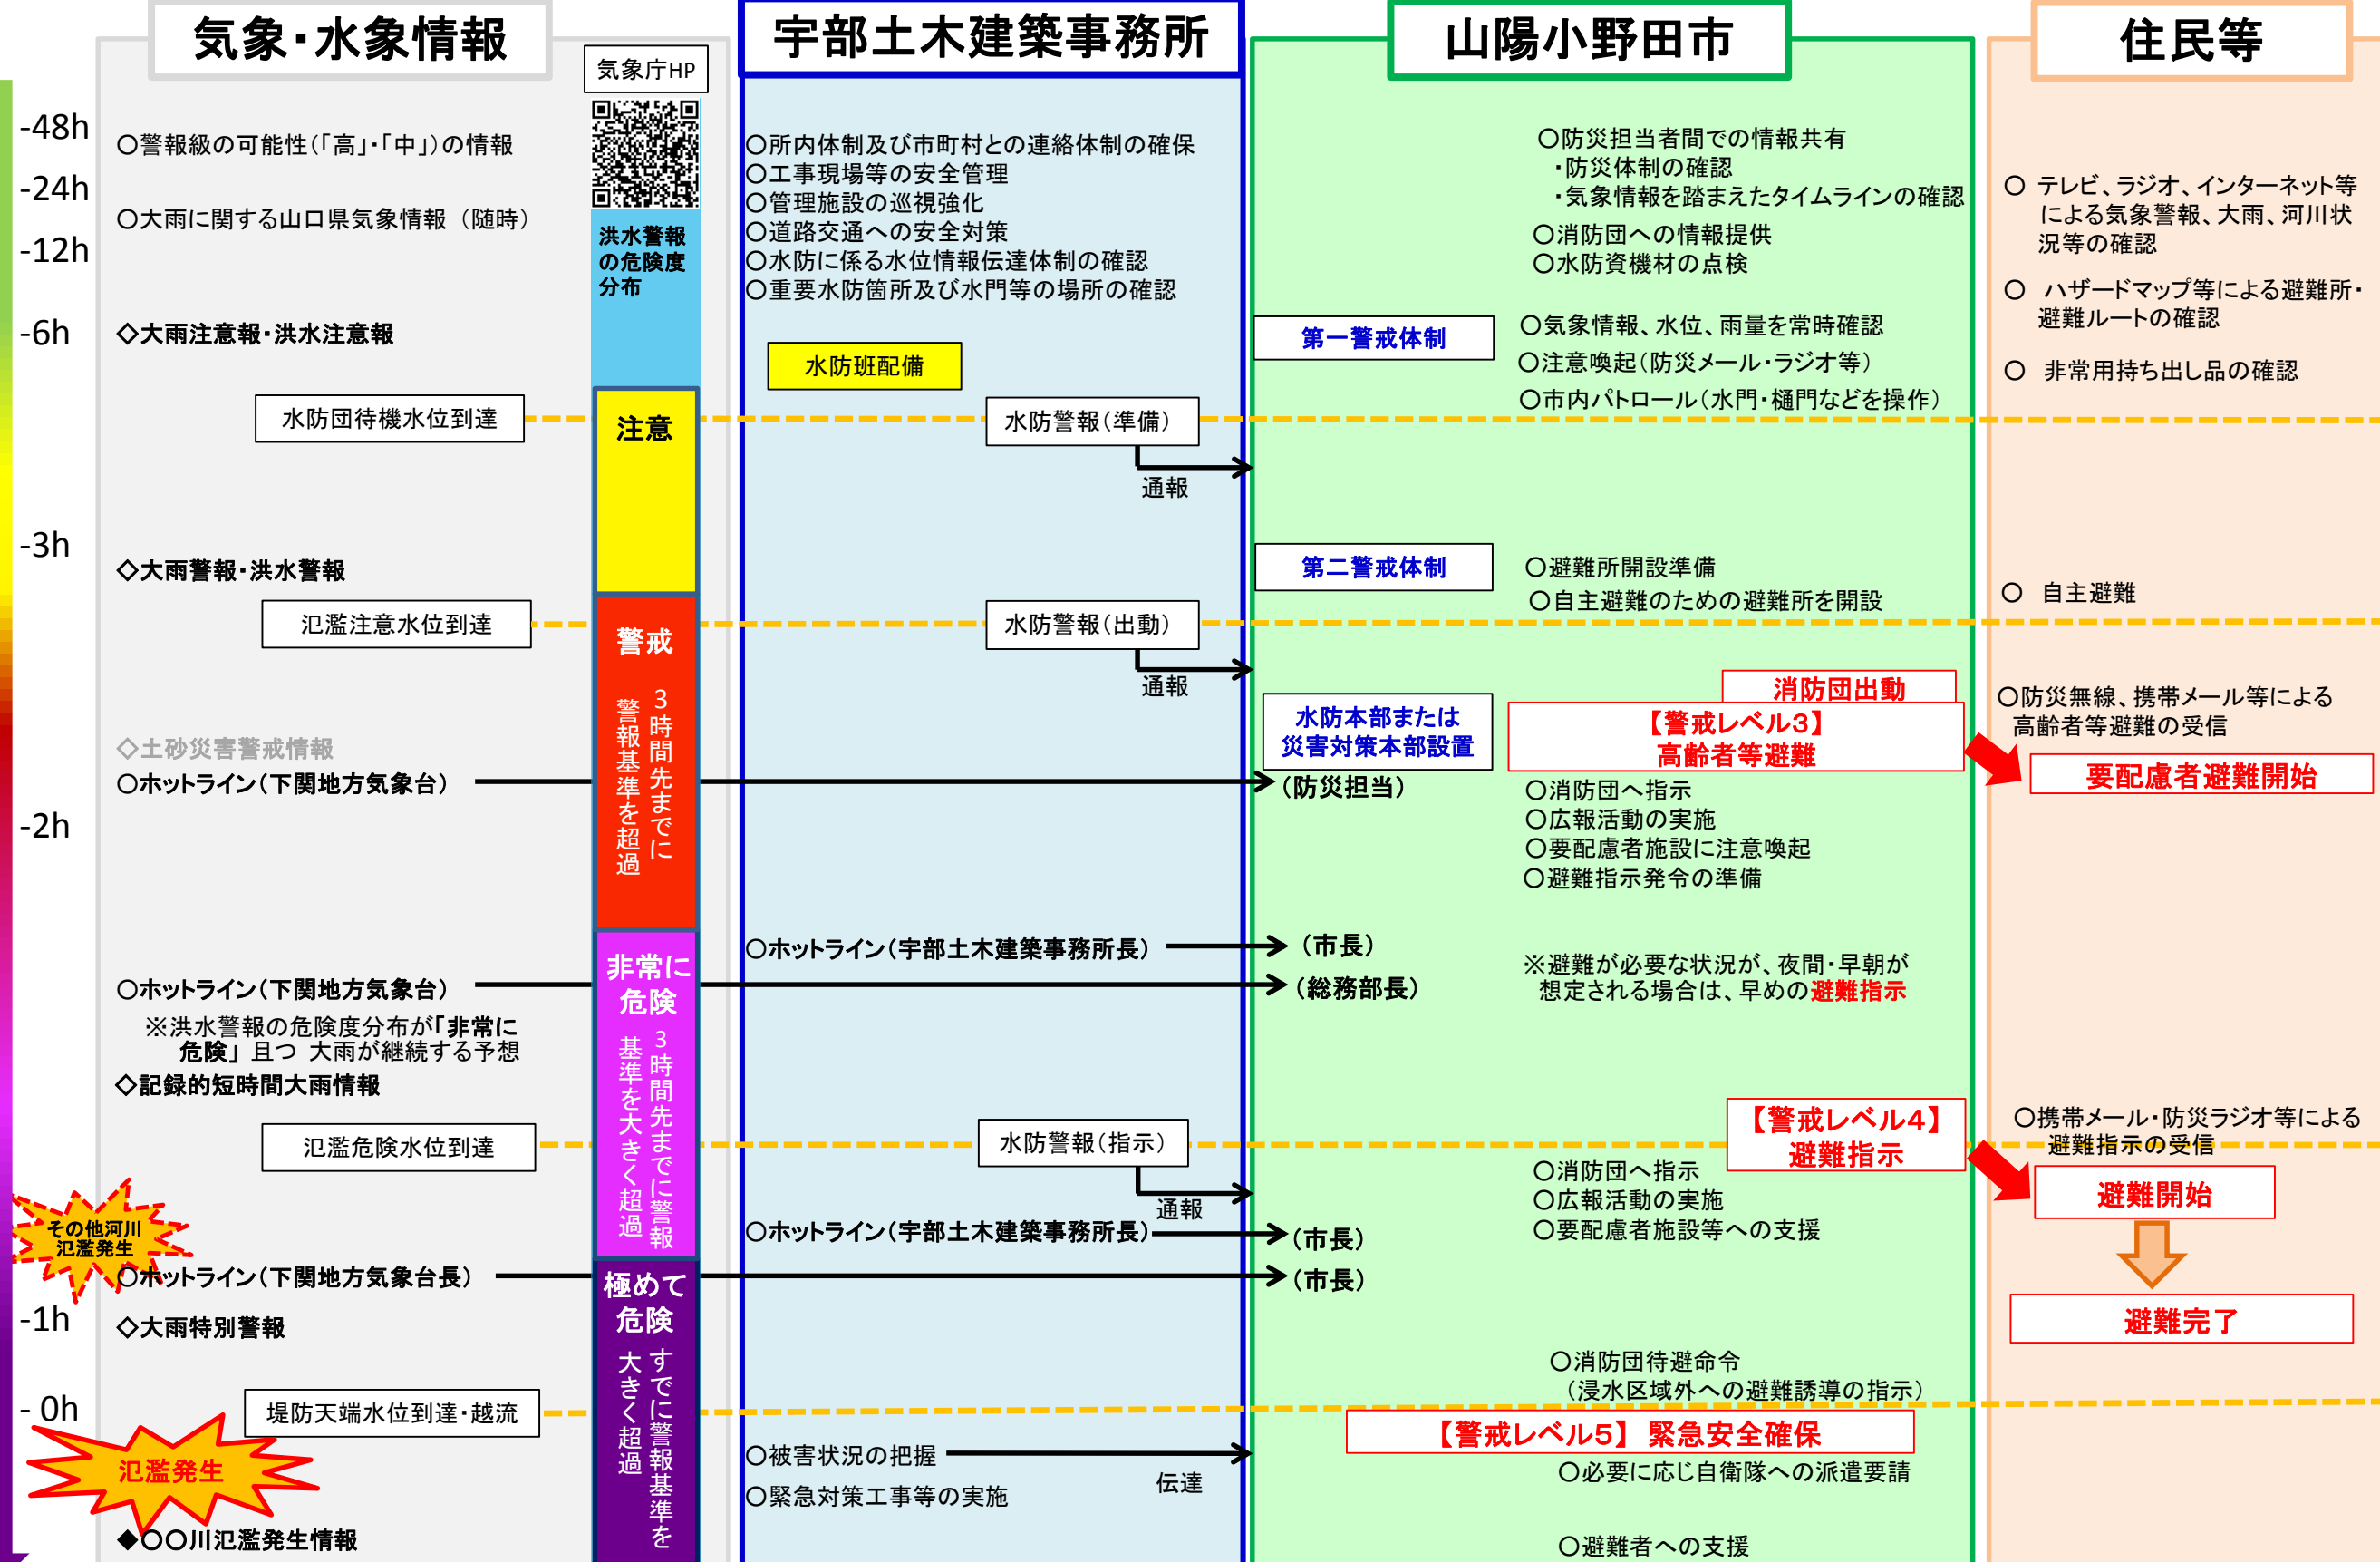 気象・水象情報
気象庁HP
宇部土木建築事務所
山陽小野田市
住民等
-48h
-24h
-12h
-6h
-3h
-2h
-1h
- 0h
○警報級の可能性(「高」・「中」)の情報
○大雨に関する山口県気象情報 (随時)
◇大雨注意報・洪水注意報
水防団待機水位到達
◇大雨警報・洪水警報
氾濫注意水位到達
◇土砂災害警戒情報
○ホットライン(下関地方気象台)
○ホットライン(下関地方気象台)
※洪水警報の危険度分布が「非常に
危険」 且つ 大雨が継続する予想
◇記録的短時間大雨情報
氾濫危険水位到達
その他河川
氾濫発生
○ホットライン(下関地方気象台長)
◇大雨特別警報
堤防天端水位到達・越流
氾濫発生
◆○○川氾濫発生情報
洪水警報
の危険度
分布
注意
警戒
3時間先までに
警報基準を超過
非常に
危険
3時間先までに警報
基準を大きく超過
極めて
危険
すでに警報基準を
大きく超過
○所内体制及び市町村との連絡体制の確保
○工事現場等の安全管理
○管理施設の巡視強化
○道路交通への安全対策
○水防に係る水位情報伝達体制の確認
○重要水防箇所及び水門等の場所の確認
水防班配備
水防警報(準備)
通報
水防警報(出動)
通報
○ホットライン(宇部土木建築事務所長)
水防警報(指示)
通報
○ホットライン(宇部土木建築事務所長)
○被害状況の把握
伝達
○緊急対策工事等の実施
○防災担当者間での情報共有
・防災体制の確認
・気象情報を踏まえたタイムラインの確認
○消防団への情報提供
○水防資機材の点検
第一警戒体制
○気象情報、水位、雨量を常時確認
○注意喚起(防災メール・ラジオ等)
○市内パトロール(水門・樋門などを操作)
第二警戒体制
○避難所開設準備
○自主避難のための避難所を開設
消防団出動
水防本部または
災害対策本部設置
【警戒レベル3】
高齢者等避難
(防災担当)
○消防団へ指示
○広報活動の実施
○要配慮者施設に注意喚起
○避難指示発令の準備
(市長)
(総務部長)
※避難が必要な状況が、夜間・早朝が
想定される場合は、早めの避難指示
【警戒レベル4】
避難指示
○消防団へ指示
○広報活動の実施
○要配慮者施設等への支援
(市長)
(市長)
○消防団待避命令
(浸水区域外への避難誘導の指示)
【警戒レベル5】 緊急安全確保
○必要に応じ自衛隊への派遣要請
○避難者への支援
○ テレビ、ラジオ、インターネット等
による気象警報、大雨、河川状
況等の確認
○ ハザードマップ等による避難所・
避難ルートの確認
○ 非常用持ち出し品の確認
○ 自主避難
○防災無線、携帯メール等による
高齢者等避難の受信
要配慮者避難開始
○携帯メール・防災ラジオ等による
避難指示の受信
避難開始
避難完了